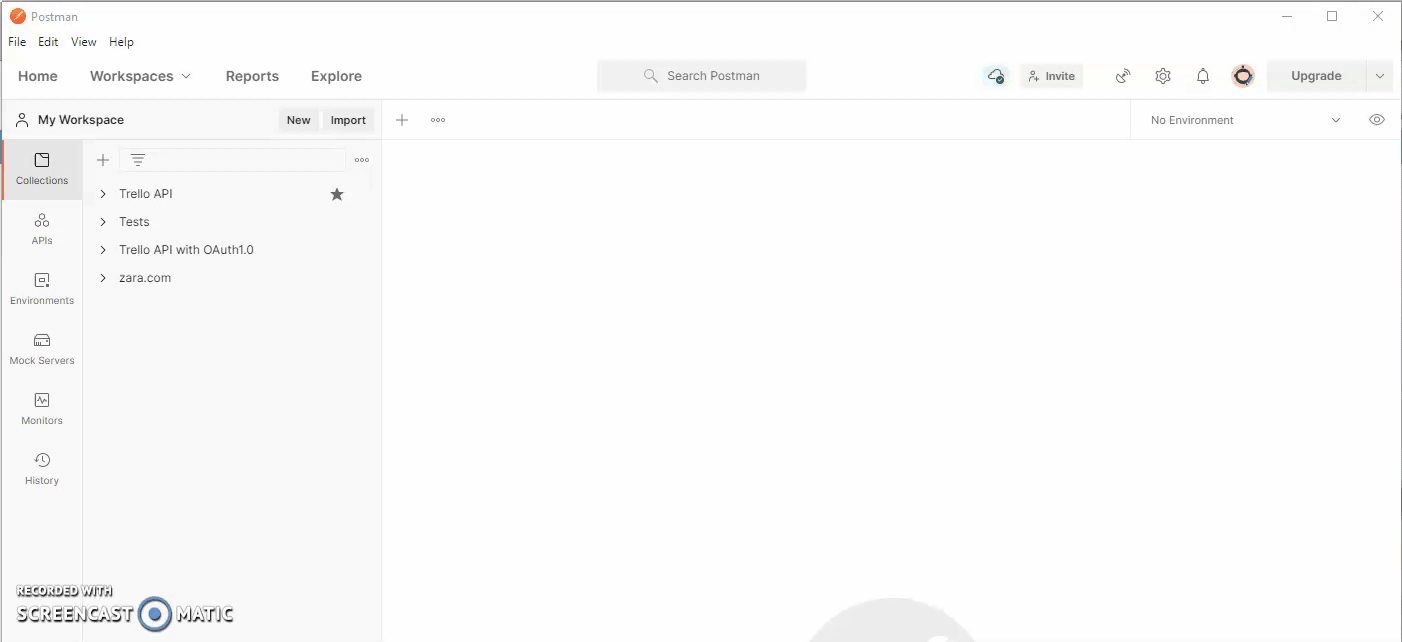 Postman
File Edit View Help
Home Workspaces Reports Explore Search Postman Invite Upgrade
My Workspace New Import No Environment
Collections
Trello API
Tests
Trello API with OAuth1.0
zara.com
APIs
Environments
Mock Servers
Monitors
History
RECORDED WITH
SCREENCAST MATIC